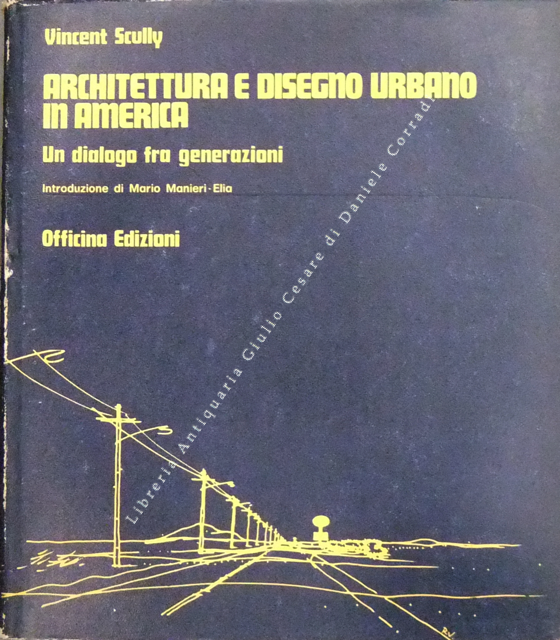 Vincent Scully
ARCHITETTURA E DISEGNO URBANO
IN AMERICA
Un dialogo fra generazioni
Introduzione di Mario Manieri-Elia
Officina Edizioni
Libreria Antiquaria Giulio Cesare di Daniele Corradi